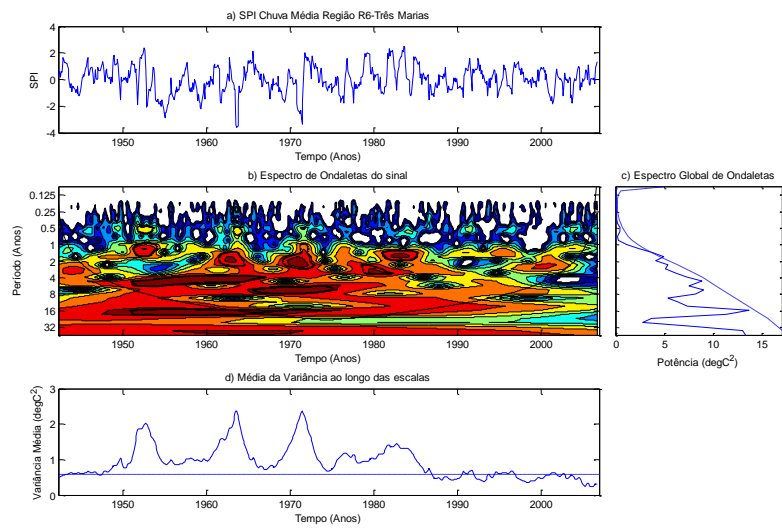 a) SPI Chuva Média Região R6-Três Marias
SPI
4
2
0
-2
-4
1950 1960 1970 1980 1990 2000
Tempo (Anos)
b) Espectro de Ondaletas do sinal
Período (Anos)
0.125
0.25
0.5
1
2
4
8
16
32
1950 1960 1970 1980 1990 2000
Tempo (Anos)
c) Espectro Global de Ondaletas
0 5 10 15
Potência (degC²)
d) Média da Variância ao longo das escalas
Variância Média (degC²)
3
2
1
0
1950 1960 1970 1980 1990 2000
Tempo (Anos)